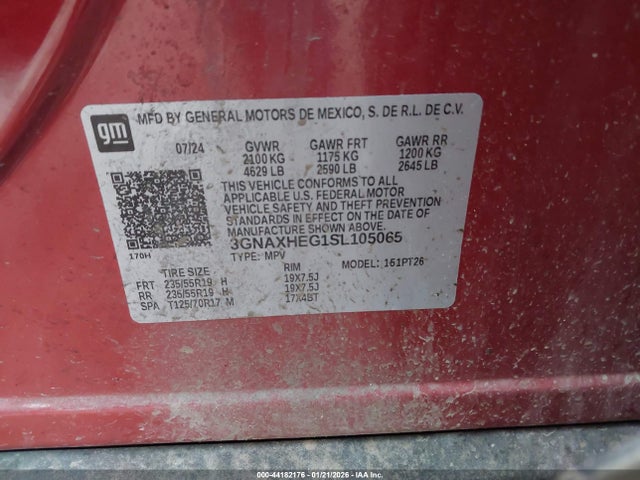 gm
MFD BY GENERAL MOTORS DE MEXICO, S. DE R.L. DE C.V.
07/24 GVWR GAWR FRT GAWR RR
2100 KG 1175 KG 1200 KG
4629 LB 2590 LB 2645 LB
THIS VEHICLE CONFORMS TO ALL
APPLICABLE U.S. FEDERAL MOTOR
VEHICLE SAFETY AND THEFT PREVENTION
STANDARDS IN EFFECT ON THE DATE OF
MANUFACTURE SHOWN ABOVE.
3GNAXHEG1SL105065
170H TYPE: MPV MODEL: 1S1PT26
TIRE SIZE RIM
FRT 235/55R19 H 19X7.5J
RR 235/55R19 H 19X7.5J
SPA T125/70R17 M 17X4BT
000-44182176 - 01/21/2026 - IAAI.COM